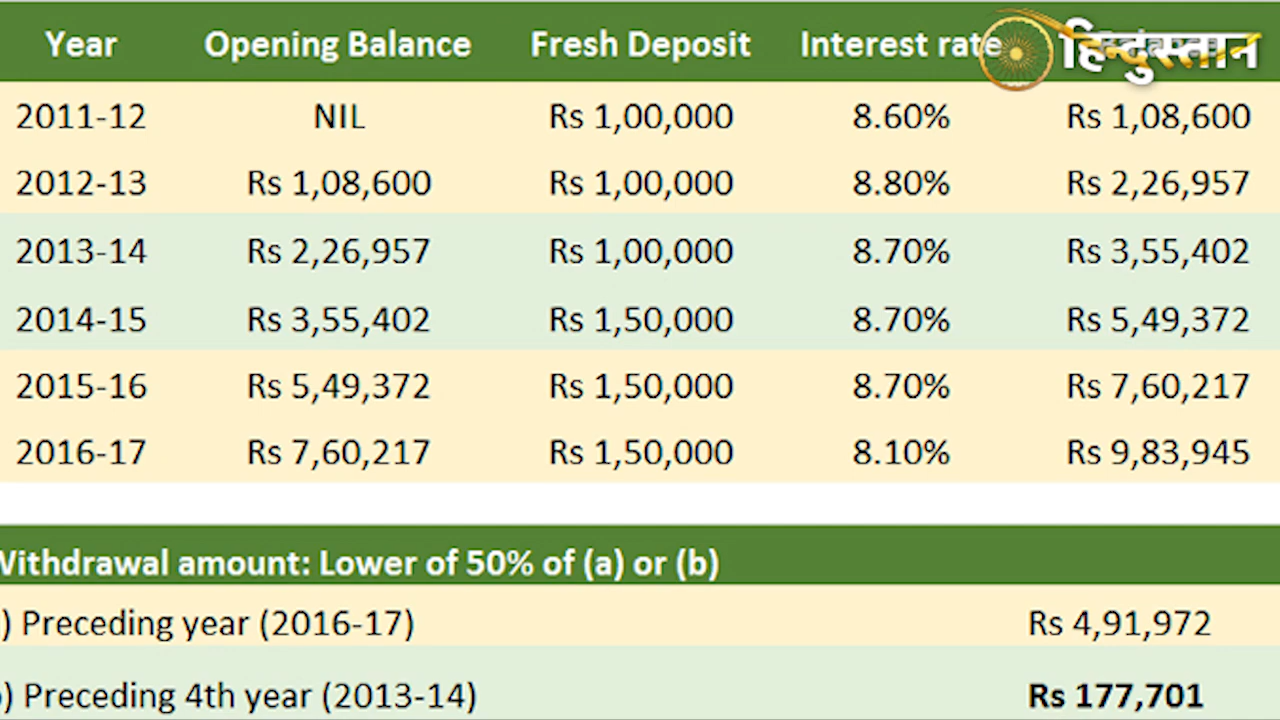 Year Opening Balance Fresh Deposit Interest rate हिन्दुस्तान
2011-12 NIL Rs 1,00,000 8.60% Rs 1,08,600
2012-13 Rs 1,08,600 Rs 1,00,000 8.80% Rs 2,26,957
2013-14 Rs 2,26,957 Rs 1,00,000 8.70% Rs 3,55,402
2014-15 Rs 3,55,402 Rs 1,50,000 8.70% Rs 5,49,372
2015-16 Rs 5,49,372 Rs 1,50,000 8.70% Rs 7,60,217
2016-17 Rs 7,60,217 Rs 1,50,000 8.10% Rs 9,83,945
Withdrawal amount: Lower of 50% of (a) or (b)
) Preceding year (2016-17) Rs 4,91,972
) Preceding 4th year (2013-14) Rs 177,701